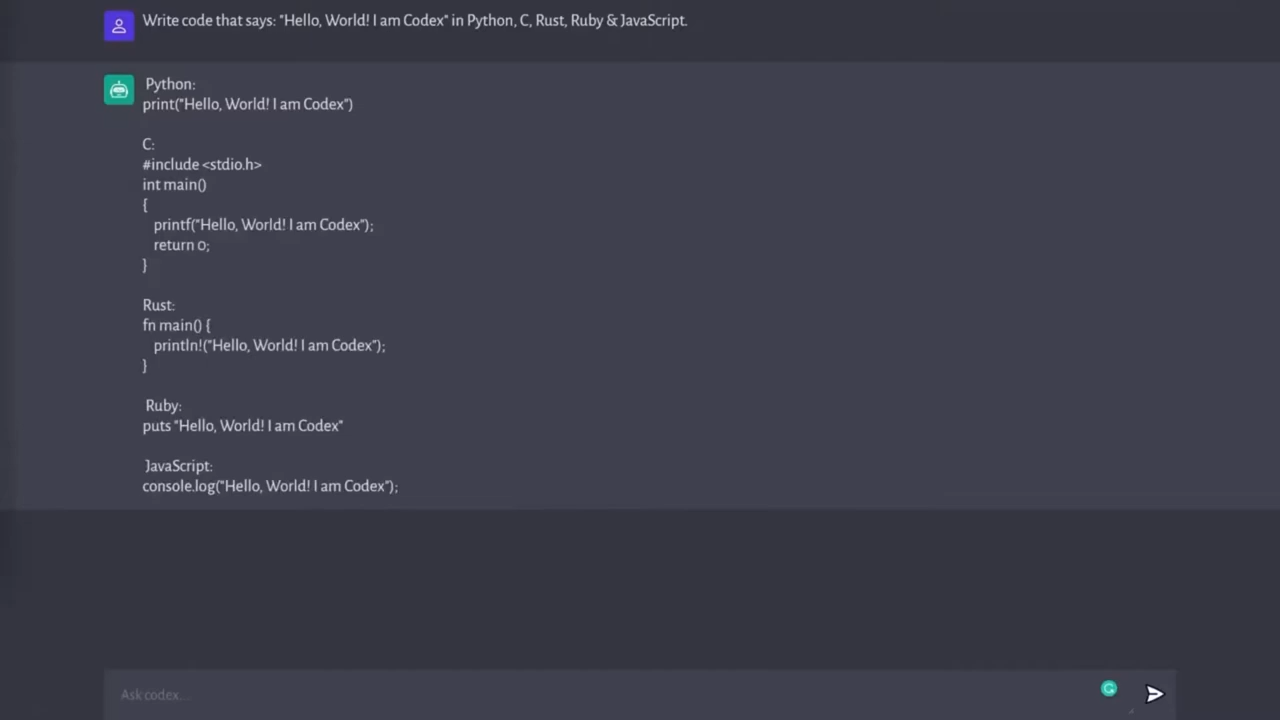 Write code that says: "Hello, World! I am Codex" in Python, C, Rust, Ruby & JavaScript.
Python:
print("Hello, World! I am Codex")
C:
#include <stdio.h>
int main()
{
printf("Hello, World! I am Codex");
return 0;
}
Rust:
fn main() {
println!("Hello, World! I am Codex");
}
Ruby:
puts "Hello, World! I am Codex"
JavaScript:
console.log("Hello, World! I am Codex");
Ask codex...